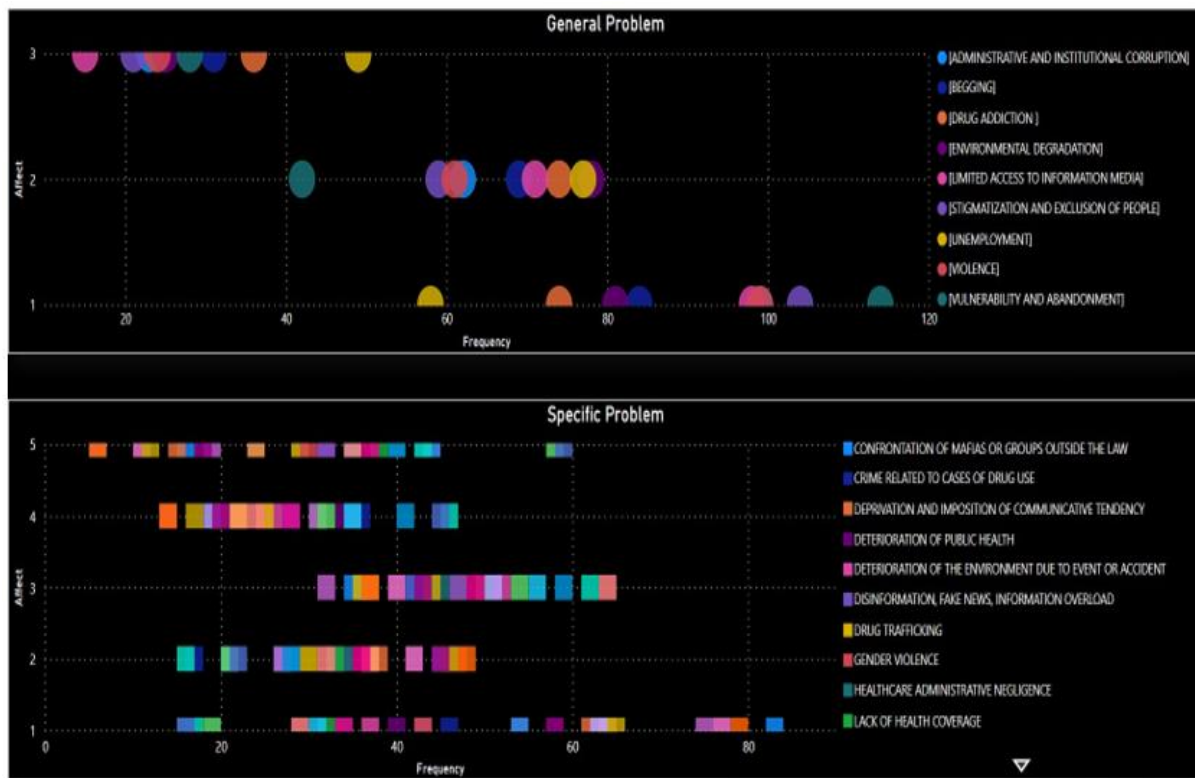 General Problem
3
2
1
Affect
20
40
60
80
100
120
Frequency
[ADMINISTRATIVE AND INSTITUTIONAL CORRUPTION]
[BEGGING]
[DRUG ADDICTION ]
[ENVIRONMENTAL DEGRADATION]
[LIMITED ACCESS TO INFORMATION MEDIA]
[STIGMATIZATION AND EXCLUSION OF PEOPLE]
[UNEMPLOYMENT]
[VIOLENCE]
[VULNERABILITY AND ABANDONMENT]
Specific Problem
5
4
3
2
1
Affect
0
20
40
60
80
Frequency
CONFRONTATION OF MAFIAS OR GROUPS OUTSIDE THE LAW
CRIME RELATED TO CASES OF DRUG USE
DEPRIVATION AND IMPOSITION OF COMMUNICATIVE TENDENCY
DETERIORATION OF PUBLIC HEALTH
DETERIORATION OF THE ENVIRONMENT DUE TO EVENT OR ACCIDENT
DISINFORMATION, FAKE NEWS, INFORMATION OVERLOAD
DRUG TRAFFICKING
GENDER VIOLENCE
HEALTHCARE ADMINISTRATIVE NEGLIGENCE
LACK OF HEALTH COVERAGE